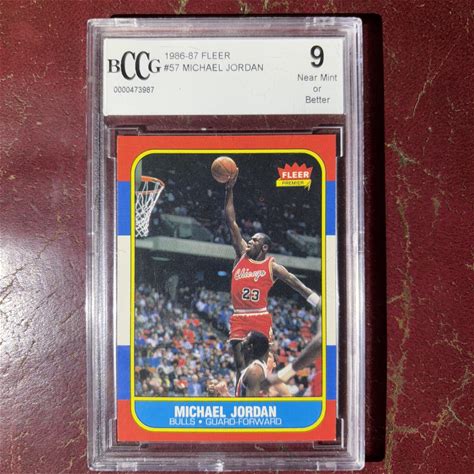 BCCG
0000473987
1986-87 FLEER
#57 MICHAEL JORDAN
9
Near Mint
or
Better
FLEER
PREMIER
Chicago
23
MICHAEL JORDAN
BULLS • GUARD-FORWARD